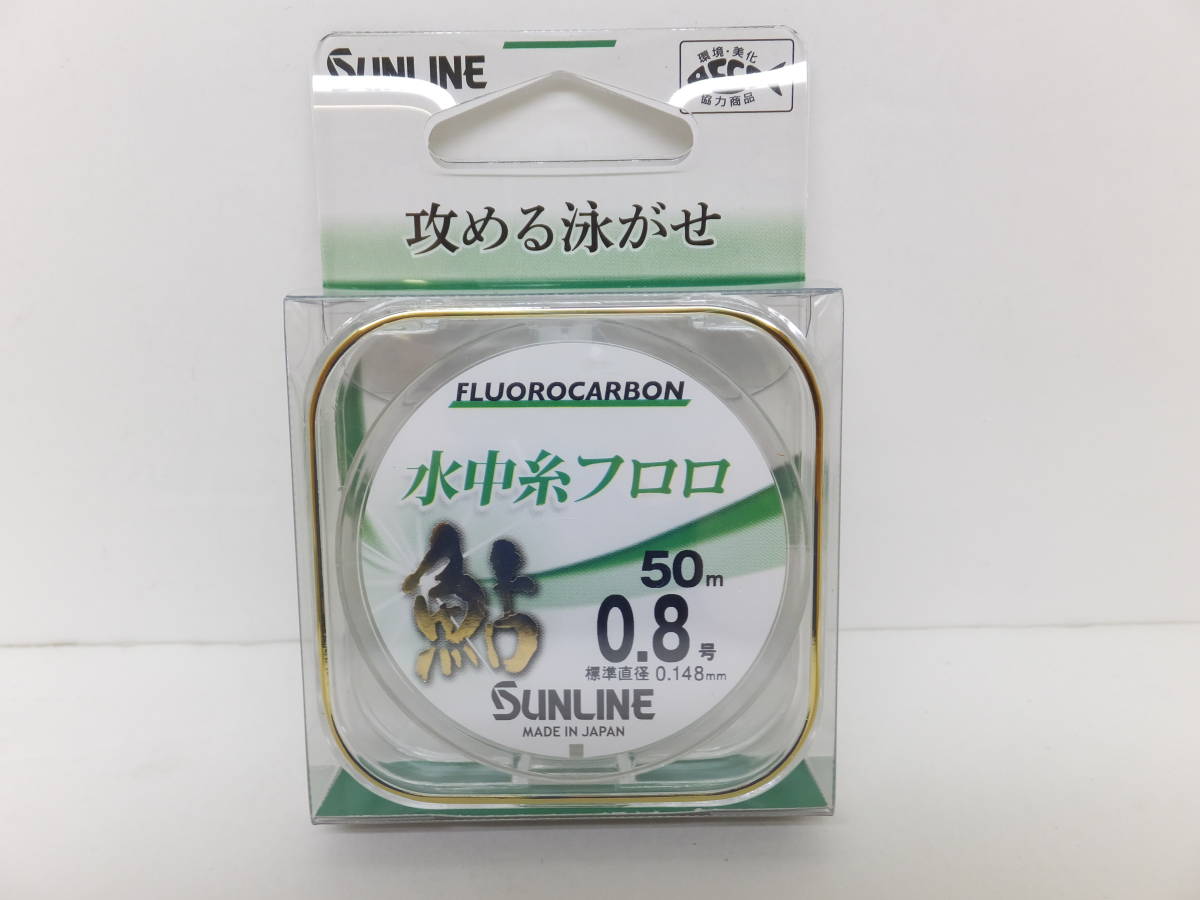 SUNLINE
環境・美化
協力商品
攻める泳がせ
FLUOROCARBON
水中糸フロロ
鮎
50m
0.8号
標準直径 0.148mm
SUNLINE
MADE IN JAPAN